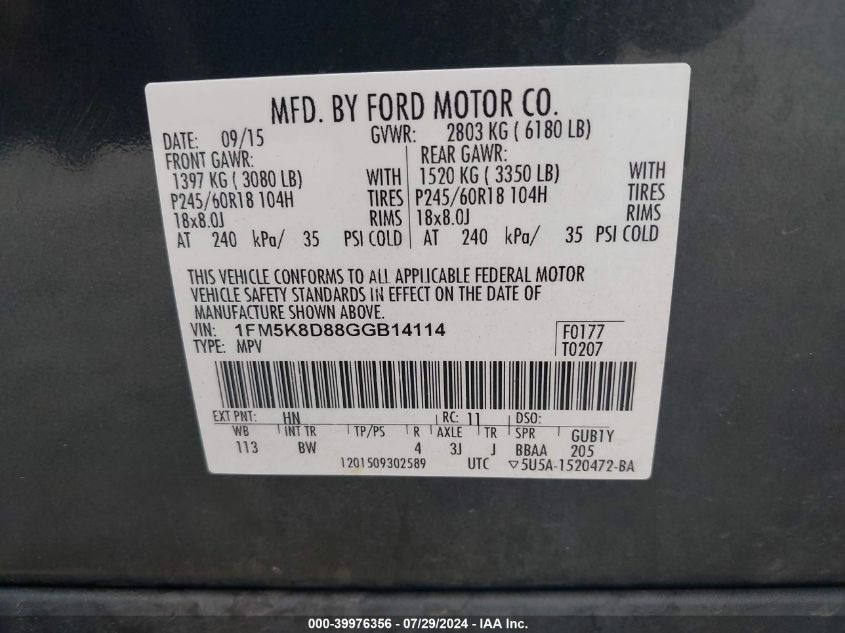 MFD. BY FORD MOTOR CO.
DATE: 09/15 GVWR: 2803 KG ( 6180 LB)
FRONT GAWR: REAR GAWR:
1397 KG ( 3080 LB) WITH 1520 KG ( 3350 LB) WITH
P245/60R18 104H TIRES P245/60R18 104H TIRES
18x8.0J RIMS 18x8.0J RIMS
AT 240 kPa/ 35 PSI COLD AT 240 kPa/ 35 PSI COLD
THIS VEHICLE CONFORMS TO ALL APPLICABLE FEDERAL MOTOR
VEHICLE SAFETY STANDARDS IN EFFECT ON THE DATE OF
MANUFACTURE SHOWN ABOVE.
VIN: 1FM5K8D88GGB14114 F0177
TYPE: MPV T0207
EXT PNT: HN RC: 11 DSO:
WB INT TR TP/PS R AXLE TR SPR GUB1Y
113 BW 4 3J J BBAA 205
1201509302589 UTC ▽5U5A-1520472-BA
000-39976356 / 07/29/2024 - IAA Inc.